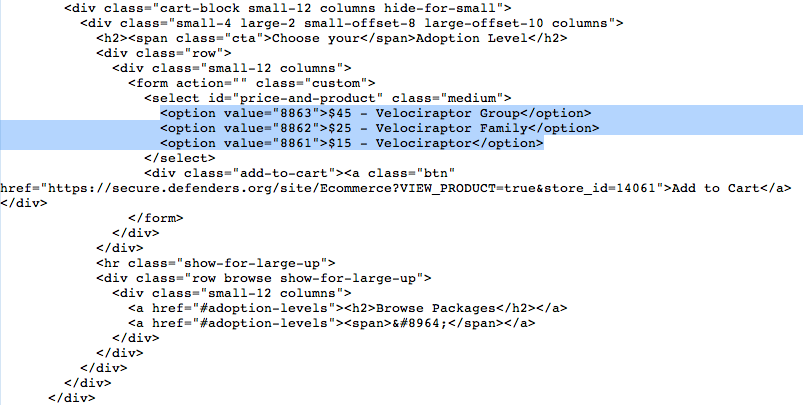 <div class="cart-block small-12 columns hide-for-small">
<div class="small-4 large-2 small-offset-8 large-offset-10 columns">
<h2><span class="cta">Choose your</span>Adoption Level</h2>
<div class="row">
<div class="small-12 columns">
<form action="" class="custom">
<select id="price-and-product" class="medium">
<option value="8863">$45 - Velociraptor Group</option>
<option value="8862">$25 - Velociraptor Family</option>
<option value="8861">$15 - Velociraptor</option>
</select>
<div class="add-to-cart"><a class="btn"
href="https://secure.defenders.org/site/Ecommerce?VIEW_PRODUCT=true&store_id=14061">Add to Cart</a>
</div>
</form>
</div>
</div>
<hr class="show-for-large-up">
<div class="row browse show-for-large-up">
<div class="small-12 columns">
<a href="#adoption-levels"><h2>Browse Packages</h2></a>
<a href="#adoption-levels"><span>&#8964;</span></a>
</div>
</div>
</div>
</div>
</div>